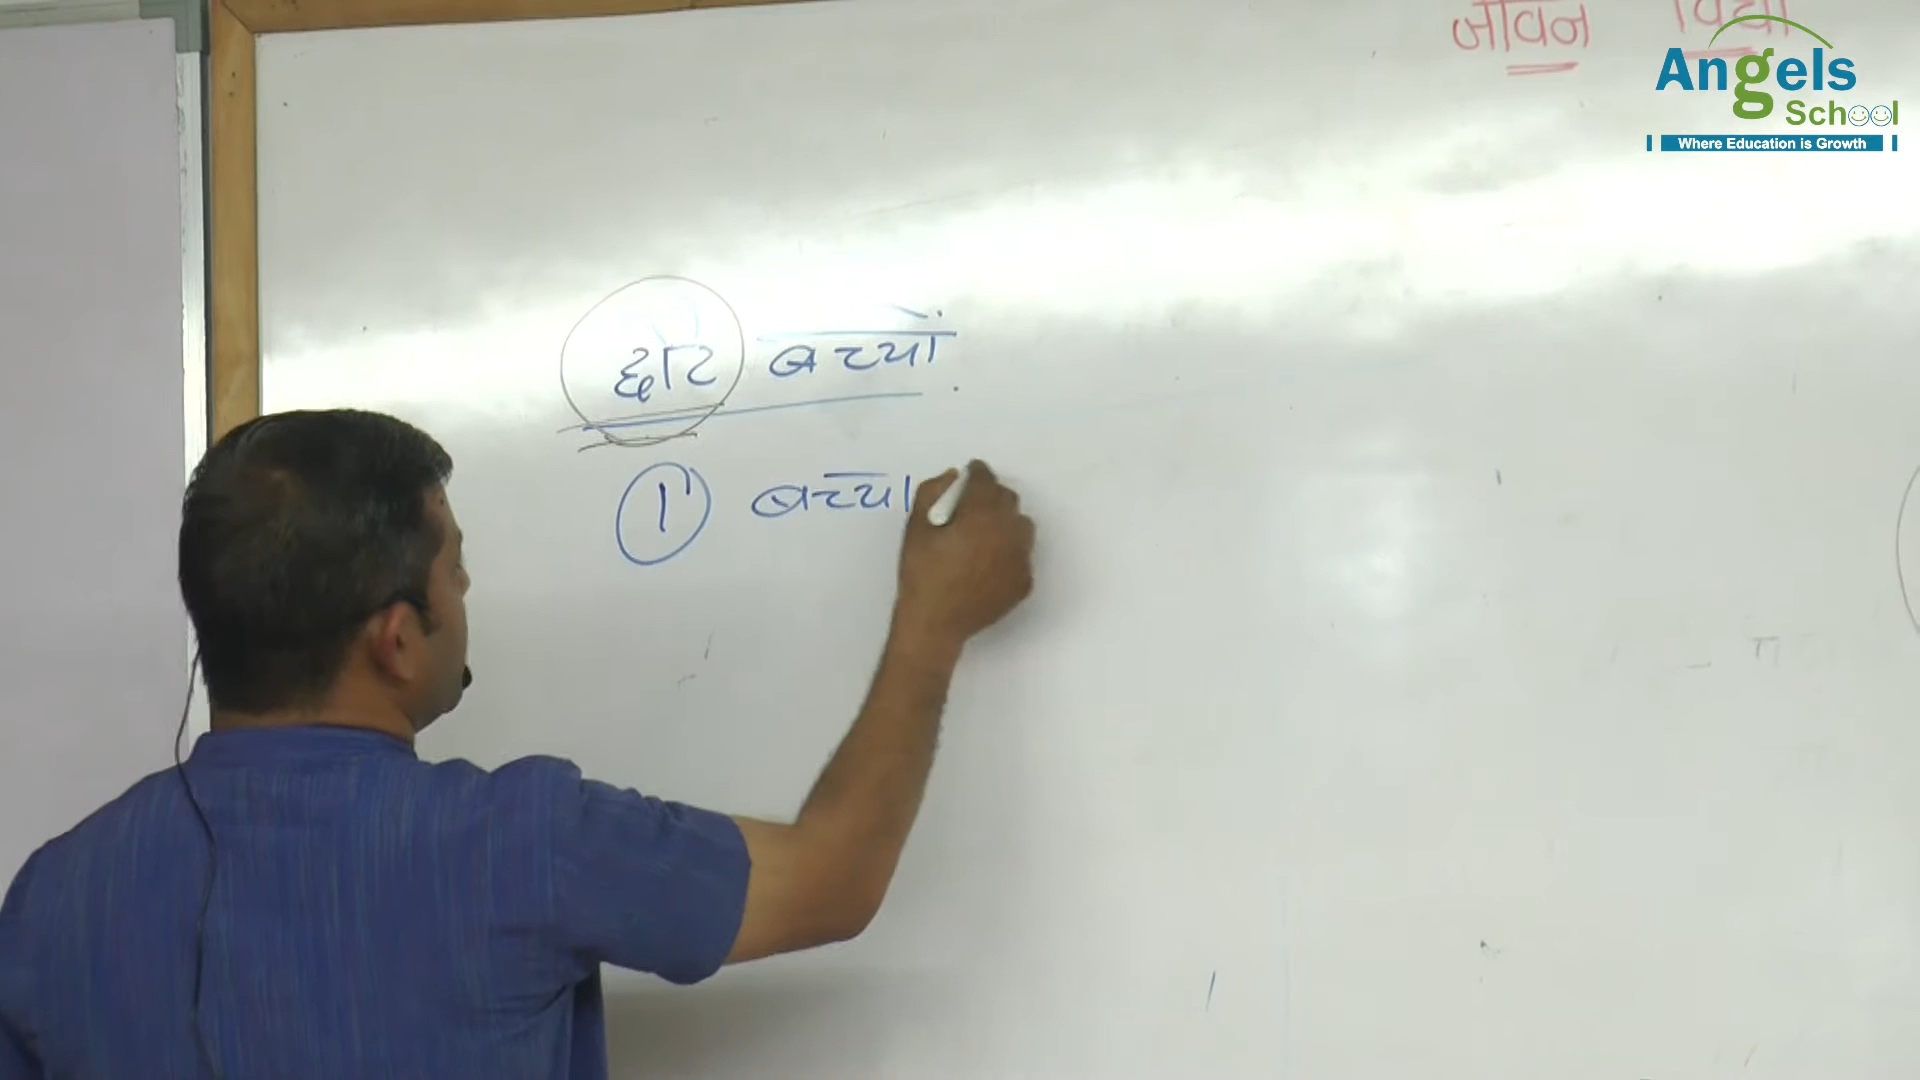 जीवन विद्या
Angels
School
Where Education is Growth
छोटे बच्चों
① बच्चा